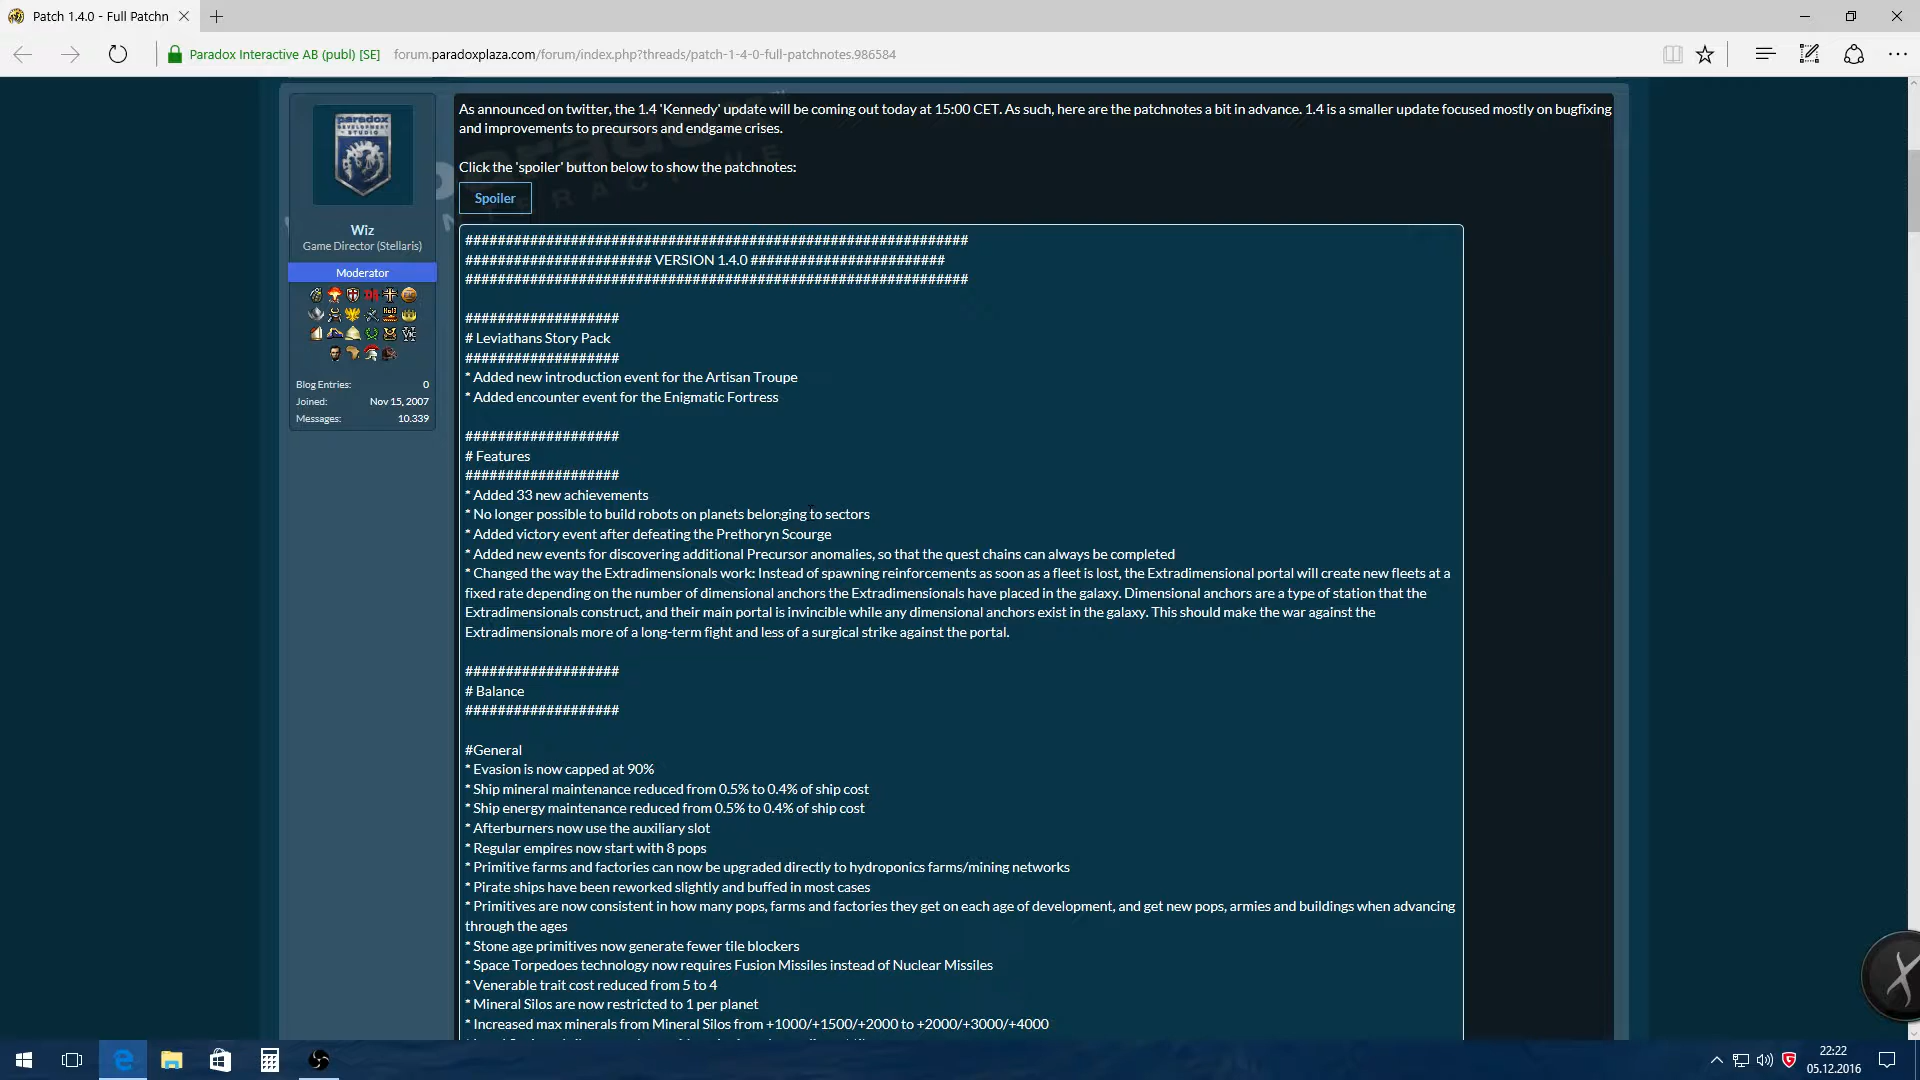 Patch 1.4.0 - Full Patchn
Paradox Interactive AB (publ) [SE]
forum.paradoxplaza.com/forum/index.php?threads/patch-1-4-0-full-patchnotes.986584
paradox
DEVELOPMENT
STUDIO
Wiz
Game Director (Stellaris)
Moderator
Blog Entries: 0
Joined: Nov 15, 2007
Messages: 10.339
As announced on twitter, the 1.4 'Kennedy' update will be coming out today at 15:00 CET. As such, here are the patchnotes a bit in advance. 1.4 is a smaller update focused mostly on bugfixing
and improvements to precursors and endgame crises.
Click the 'spoiler' button below to show the patchnotes:
Spoiler
##############################################################
####################### VERSION 1.4.0 ########################
##############################################################
###################
# Leviathans Story Pack
###################
* Added new introduction event for the Artisan Troupe
* Added encounter event for the Enigmatic Fortress
###################
# Features
###################
* Added 33 new achievements
* No longer possible to build robots on planets belonging to sectors
* Added victory event after defeating the Prethoryn Scourge
* Added new events for discovering additional Precursor anomalies, so that the quest chains can always be completed
* Changed the way the Extradimensionals work: Instead of spawning reinforcements as soon as a fleet is lost, the Extradimensional portal will create new fleets at a
fixed rate depending on the number of dimensional anchors the Extradimensionals have placed in the galaxy. Dimensional anchors are a type of station that the
Extradimensionals construct, and their main portal is invincible while any dimensional anchors exist in the galaxy. This should make the war against the
Extradimensionals more of a long-term fight and less of a surgical strike against the portal.
###################
# Balance
###################
#General
* Evasion is now capped at 90%
* Ship mineral maintenance reduced from 0.5% to 0.4% of ship cost
* Ship energy maintenance reduced from 0.5% to 0.4% of ship cost
* Afterburners now use the auxiliary slot
* Regular empires now start with 8 pops
* Primitive farms and factories can now be upgraded directly to hydroponics farms/mining networks
* Pirate ships have been reworked slightly and buffed in most cases
* Primitives are now consistent in how many pops, farms and factories they get on each age of development, and get new pops, armies and buildings when advancing
through the ages
* Stone age primitives now generate fewer tile blockers
* Space Torpedoes technology now requires Fusion Missiles instead of Nuclear Missiles
* Venerable trait cost reduced from 5 to 4
* Mineral Silos are now restricted to 1 per planet
* Increased max minerals from Mineral Silos from +1000/+1500/+2000 to +2000/+3000/+4000
22:22
05.12.2016